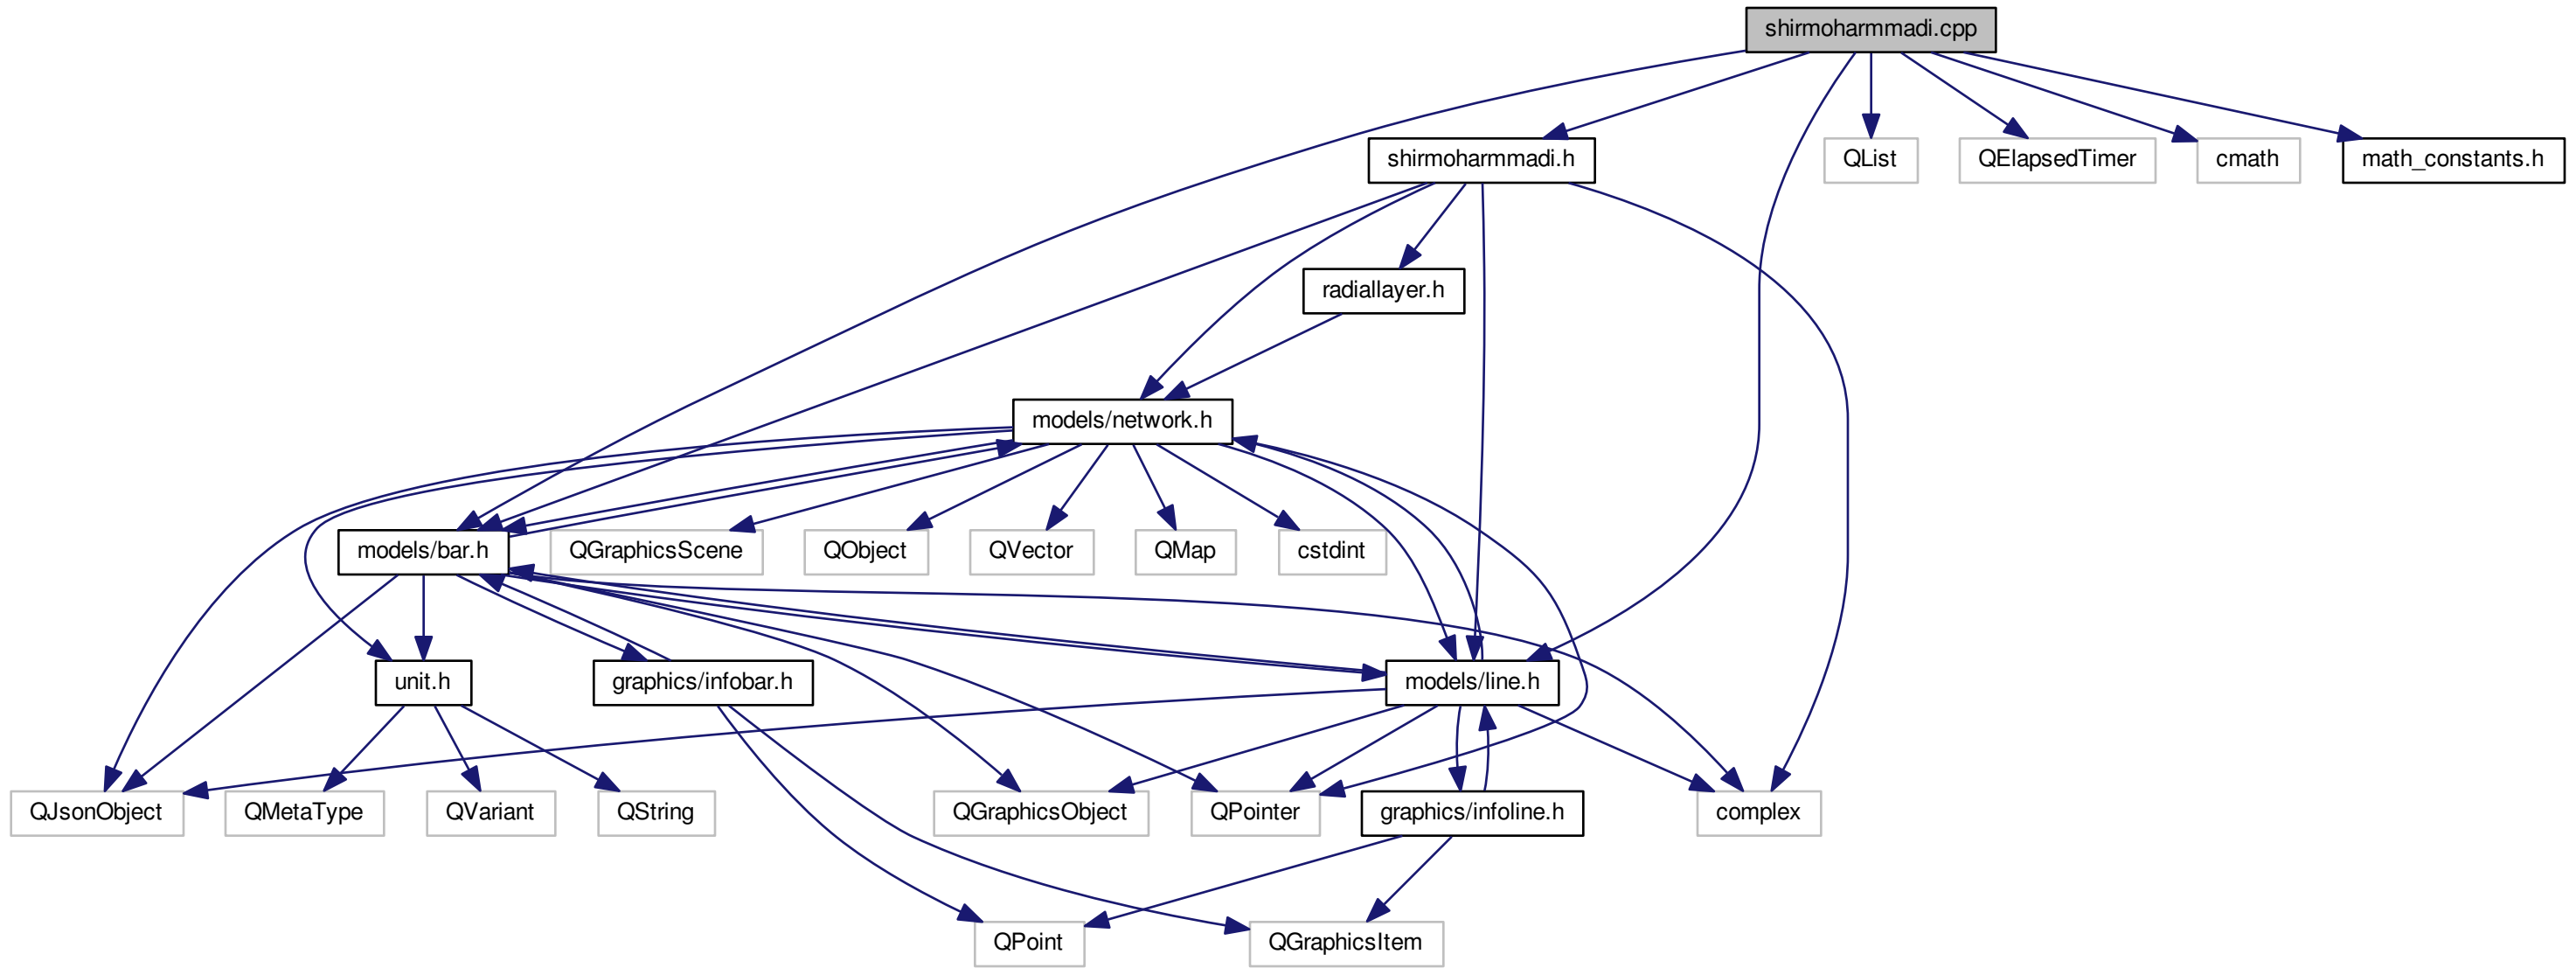 shirmoharmmadi.cpp
shirmoharmmadi.h
QList
QElapsedTimer
cmath
math_constants.h
radiallayer.h
models/network.h
models/bar.h
QGraphicsScene
QObject
QVector
QMap
cstdint
unit.h
graphics/infobar.h
models/line.h
QJsonObject
QMetaType
QVariant
QString
QGraphicsObject
QPointer
graphics/infoline.h
complex
QPoint
QGraphicsItem